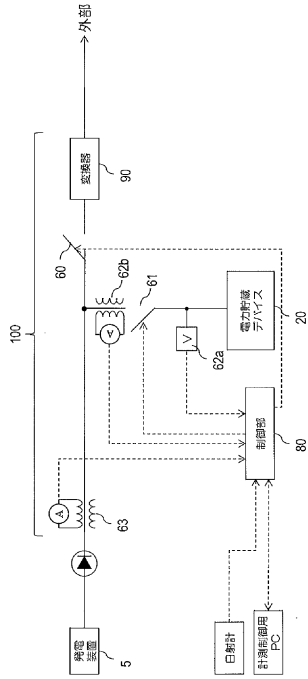 100
外部
変換器
90
60
62b
61
A
V
62a
電力貯蔵
デバイス
20
制御部
80
A
63
発電
装置
5
日射計
計測制御用
PC